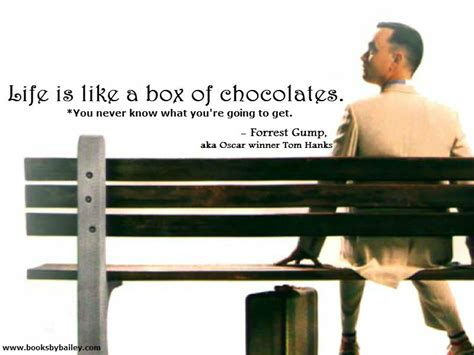 Life is like a box of chocolates.
*You never know what you're going to get.
– Forrest Gump,
aka Oscar winner Tom Hanks
www.booksbybailey.com